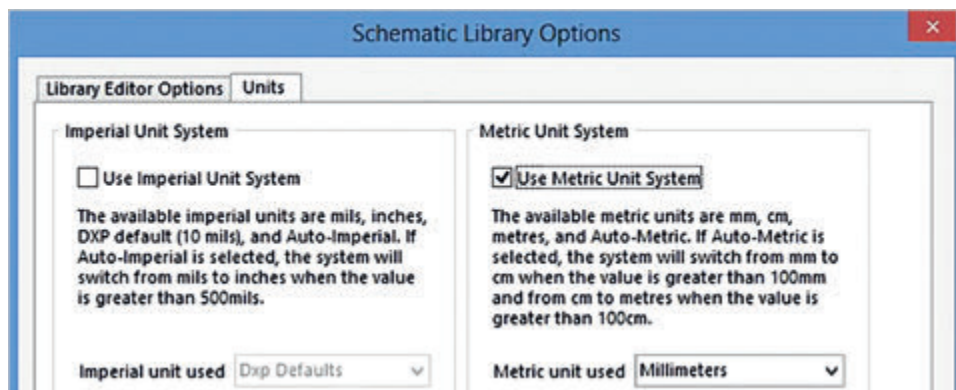 Schematic Library Options
Library Editor Options
Units
Imperial Unit System
Use Imperial Unit System
The available imperial units are mils, inches,
DXP default (10 mils), and Auto-Imperial. If
Auto-Imperial is selected, the system will
switch from mils to inches when the value
is greater than 500mils.
Imperial unit used Dxp Defaults
Metric Unit System
Use Metric Unit System
The available metric units are mm, cm,
metres, and Auto-Metric. If Auto-Metric is
selected, the system will switch from mm to
cm when the value is greater than 100mm
and from cm to metres when the value is
greater than 100cm.
Metric unit used Millimeters